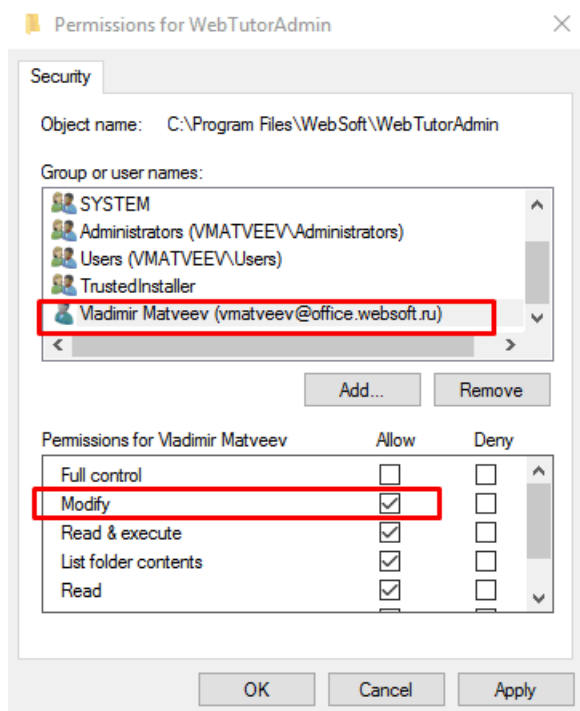 Permissions for WebTutorAdmin
Security
Object name: C:\Program Files\WebSoft\WebTutorAdmin
Group or user names:
SYSTEM
Administrators (VMATVEEV\Administrators)
Users (VMATVEEV\Users)
TrustedInstaller
Vladimir Matveev (vmatveev@office.websoft.ru)
Add... Remove
Permissions for Vladimir Matveev Allow Deny
Full control
Modify
Read & execute
List folder contents
Read
OK Cancel Apply